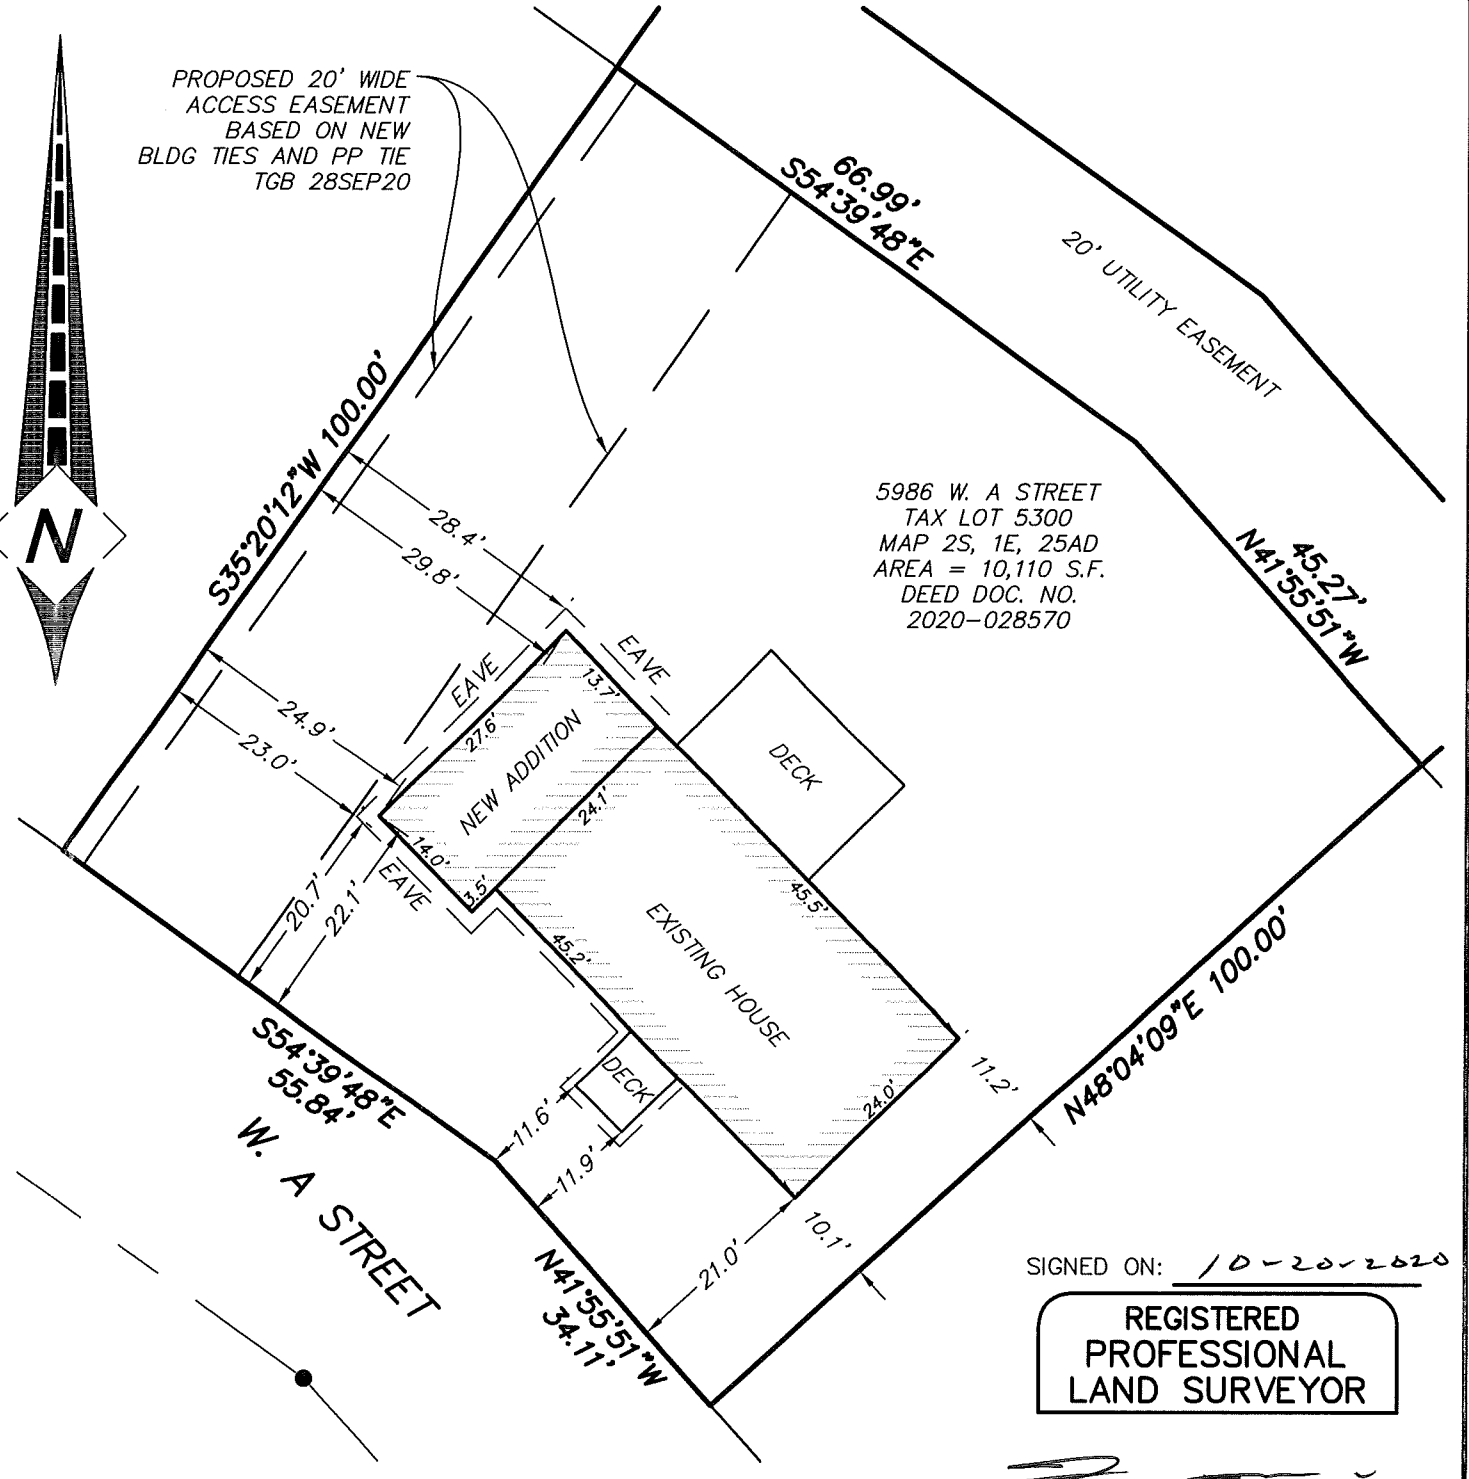 PROPOSED 20' WIDE
ACCESS EASEMENT
BASED ON NEW
BLDG TIES AND PP TIE
TGB 28SEP20
66.99'
S54°39'48"E
20' UTILITY EASEMENT
N
S35°20'12"W 100.00'
28.4'
29.8'
5986 W. A STREET
TAX LOT 5300
MAP 2S, 1E, 25AD
AREA = 10,110 S.F.
DEED DOC. NO.
2020-028570
45.27'
N41°55'51"W
EAVE
EAVE
13.7'
27.6'
NEW ADDITION
24.1'
24.9'
23.0'
DECK
14.0'
EAVE
3.5'
20.7'
22.1'
45.5'
45.2'
EXISTING HOUSE
N48°04'09"E 100.00'
S54°39'48"E
55.84'
DECK
24.0'
11.2'
11.6'
11.9'
W. A STREET
10.1'
21.0'
N41°55'51"W
34.11'
SIGNED ON: 10-20-2020
REGISTERED
PROFESSIONAL
LAND SURVEYOR